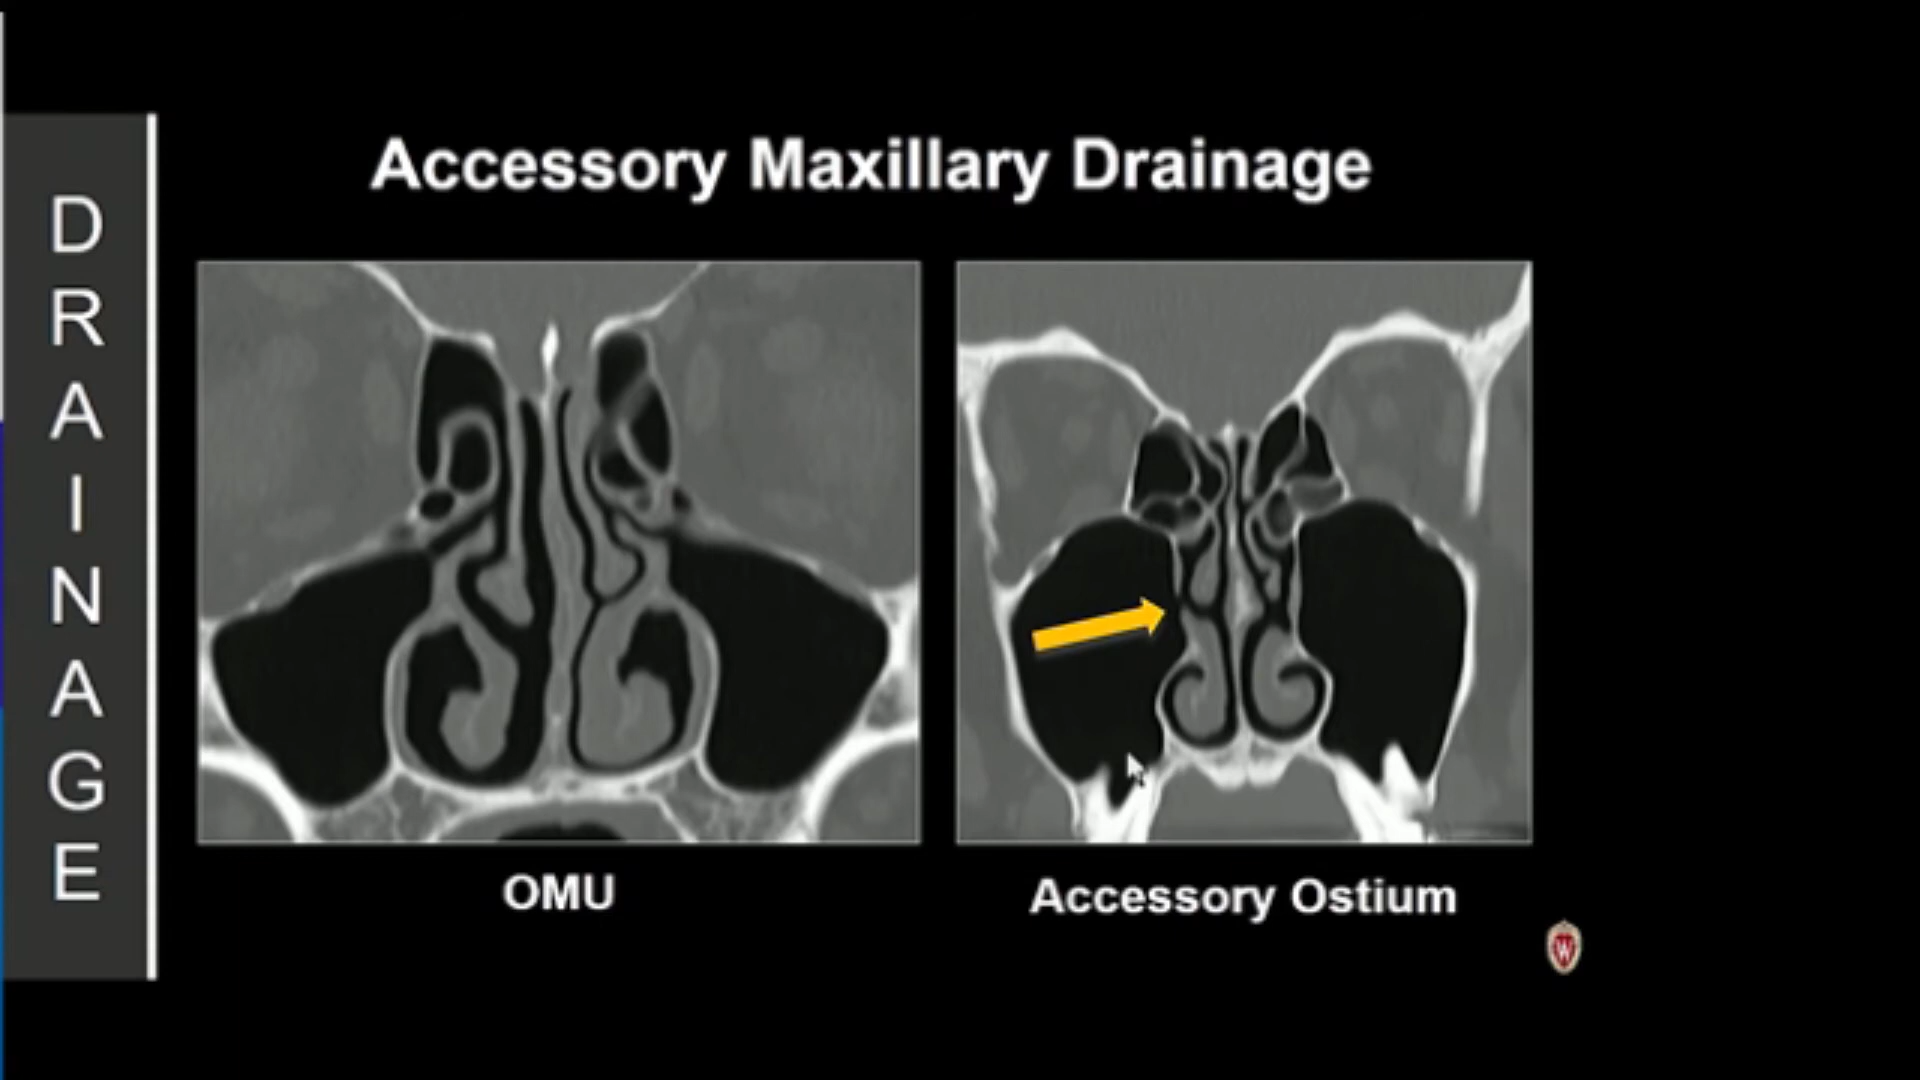 DRAINAGE
Accessory Maxillary Drainage
OMU
Accessory Ostium
W